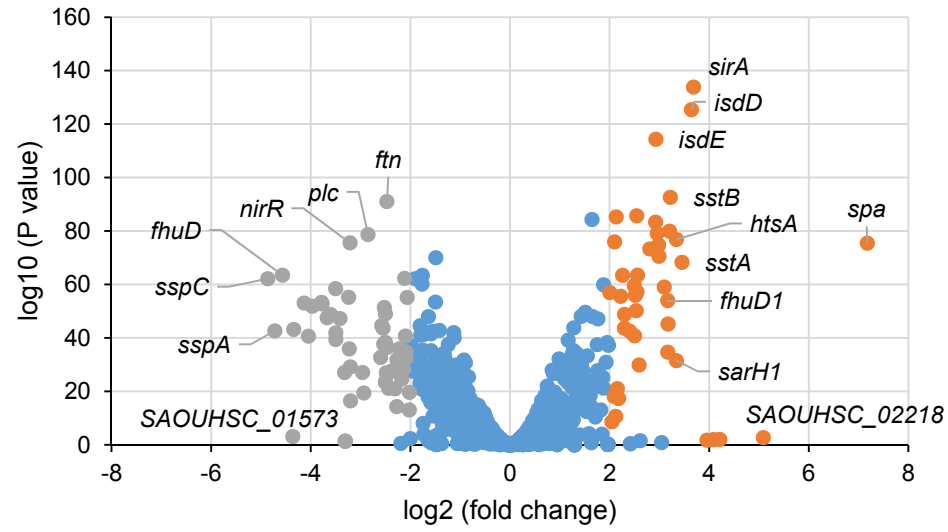 160
140
120
100
80
60
40
20
0
log10 (P value)
sirA
isdD
isdE
ftn
plc
nirR
sstB
htsA
spa
fhuD
sspC
sstA
fhuD1
sspA
sarH1
SAOUHSC_01573
SAOUHSC_02218
-8 -6 -4 -2 0 2 4 6 8
log2 (fold change)